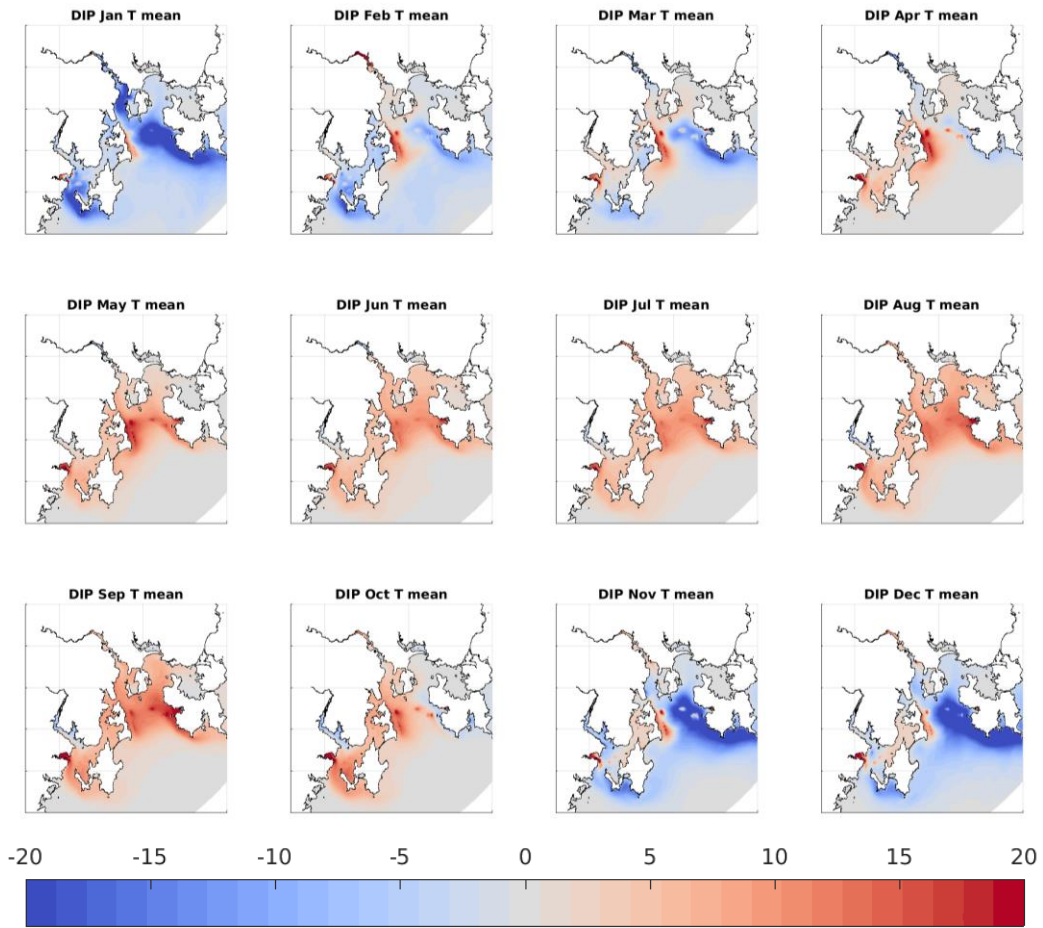 DIP Jan T mean
DIP Feb T mean
DIP Mar T mean
DIP Apr T mean
DIP May T mean
DIP Jun T mean
DIP Jul T mean
DIP Aug T mean
DIP Sep T mean
DIP Oct T mean
DIP Nov T mean
DIP Dec T mean
-20 -15 -10 -5 0 5 10 15 20